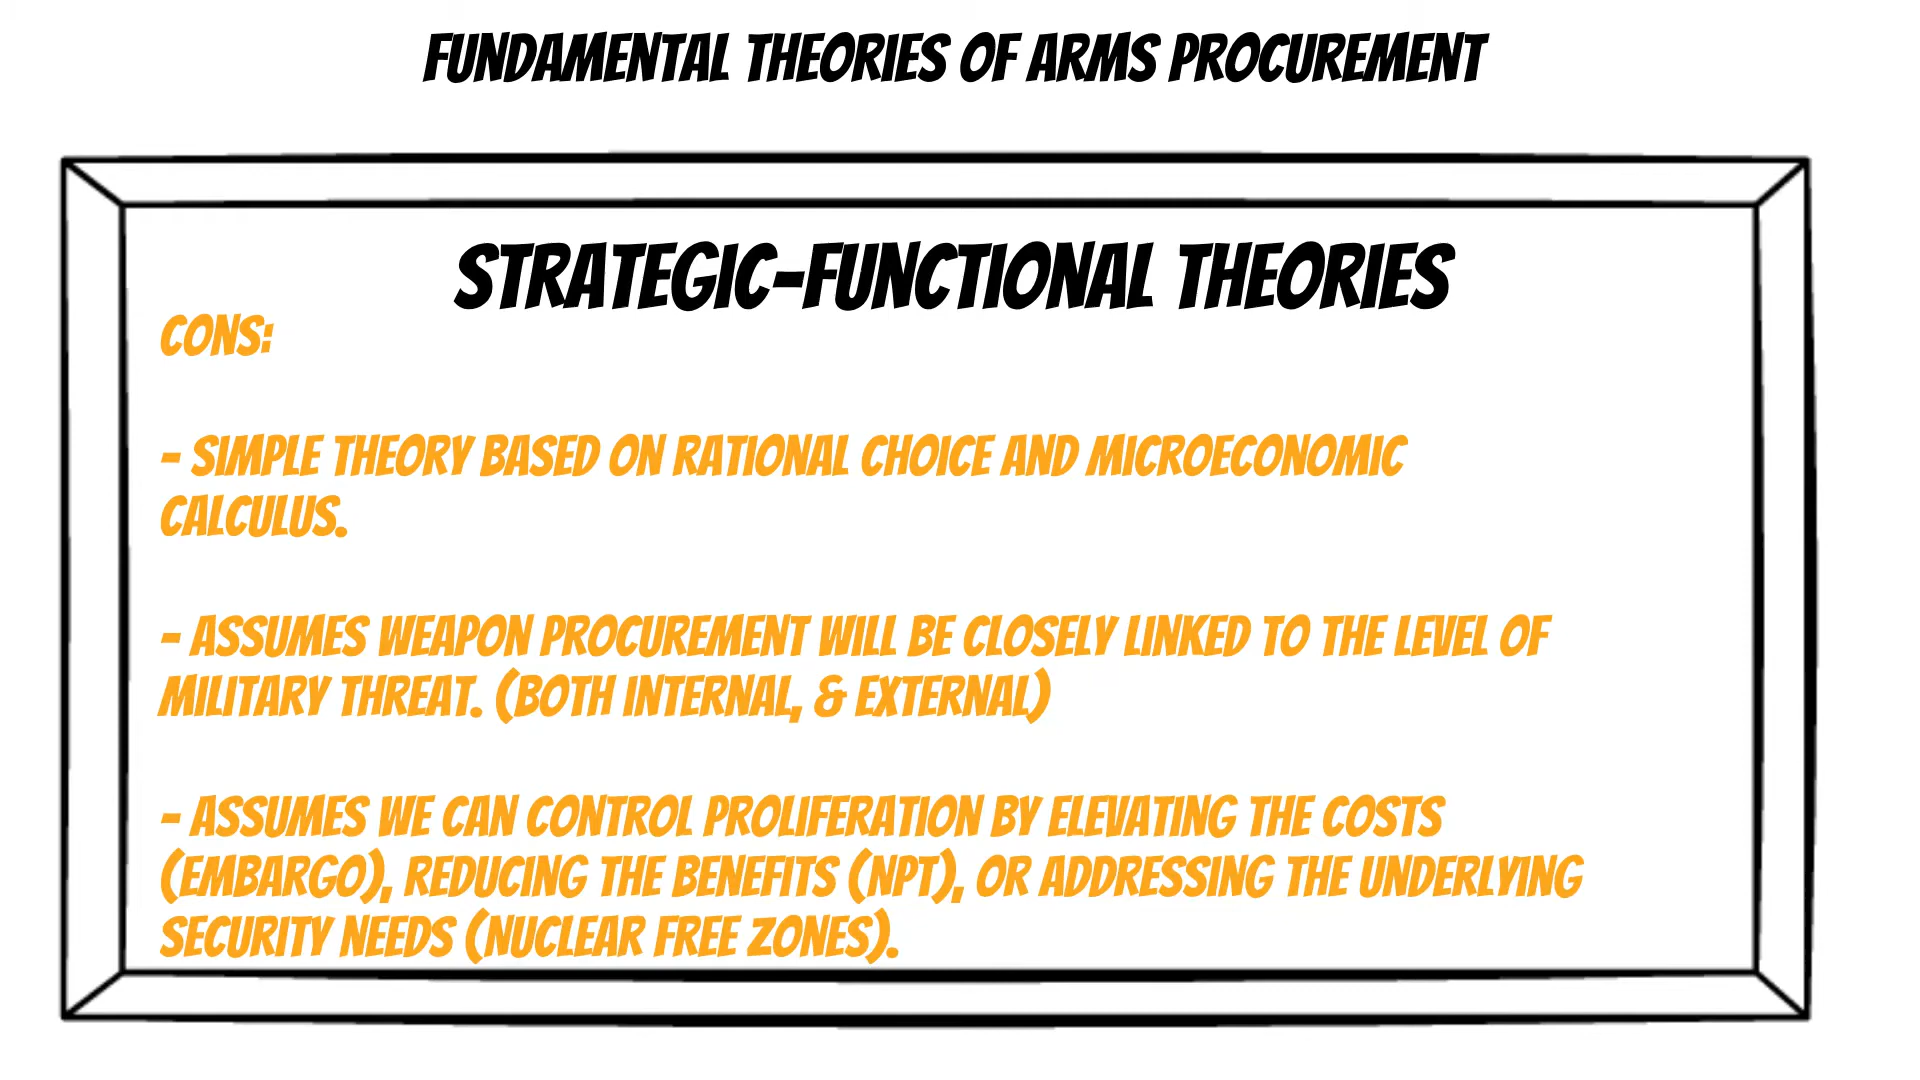 FUNDAMENTAL THEORIES OF ARMS PROCUREMENT
STRATEGIC-FUNCTIONAL THEORIES
CONS:
- SIMPLE THEORY BASED ON RATIONAL CHOICE AND MICROECONOMIC
CALCULUS.
- ASSUMES WEAPON PROCUREMENT WILL BE CLOSELY LINKED TO THE LEVEL OF
MILITARY THREAT. (BOTH INTERNAL, & EXTERNAL)
- ASSUMES WE CAN CONTROL PROLIFERATION BY ELEVATING THE COSTS
(EMBARGO), REDUCING THE BENEFITS (NPT), OR ADDRESSING THE UNDERLYING
SECURITY NEEDS (NUCLEAR FREE ZONES).